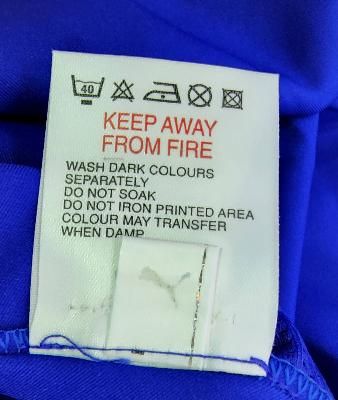 40
KEEP AWAY
FROM FIRE
WASH DARK COLOURS
SEPARATELY
DO NOT SOAK
DO NOT IRON PRINTED AREA
COLOUR MAY TRANSFER
WHEN DAMP